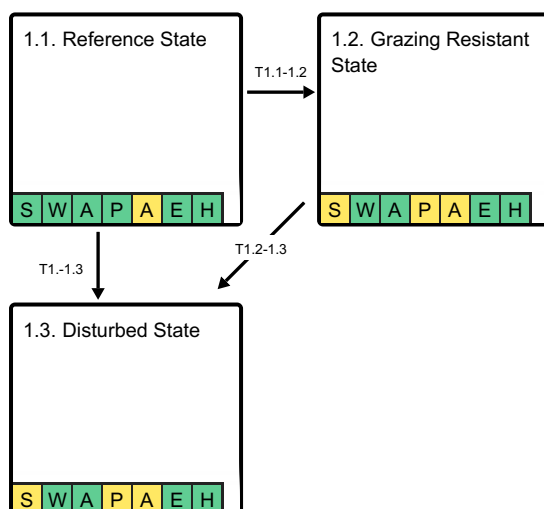 1.1. Reference State
1.2. Grazing Resistant
State
T1.1-1.2
S W A P A E H
S W A P A E H
T1.2-1.3
T1.-1.3
1.3. Disturbed State
S W A P A E H